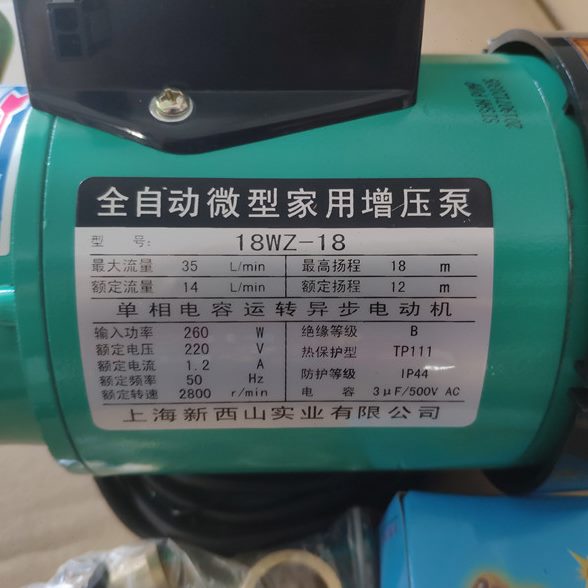 全自动微型家用增压泵
型 号: 18WZ-18
最大流量 35 L/min 最高扬程 18 m
额定流量 14 L/min 额定扬程 12 m
单相电容运转异步电动机
输入功率 260 W 绝缘等级 B
额定电压 220 V 热保护型 TP111
额定电流 1.2 A 防护等级 IP44
额定频率 50 Hz 电 容 3μF/500V AC
额定转速 2800 r/min
上海新西山实业有限公司